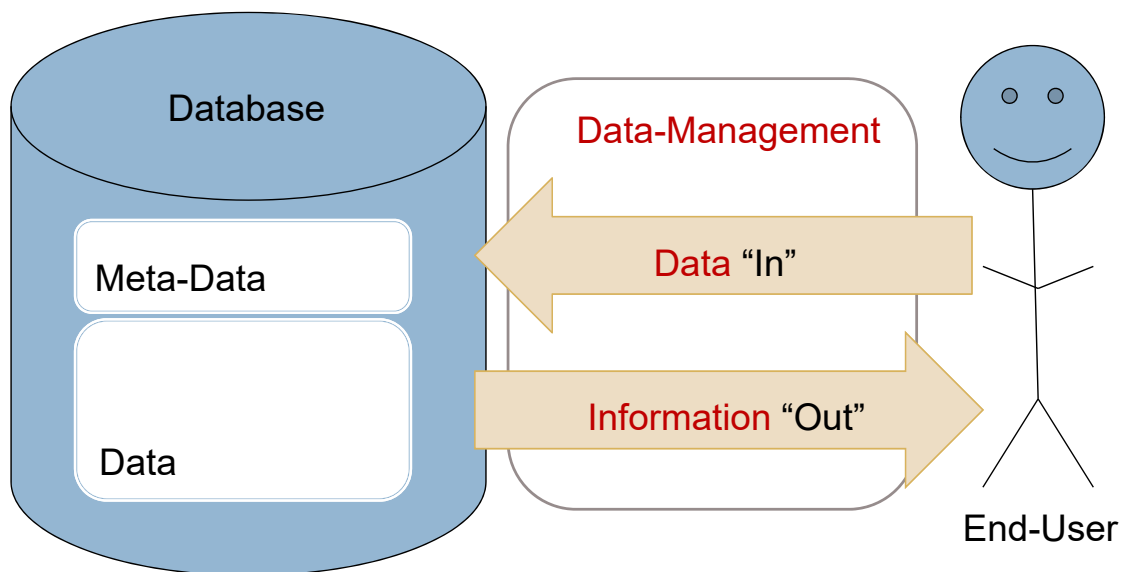 Database
Data-Management
Data “In”
Meta-Data
Information “Out”
Data
End-User